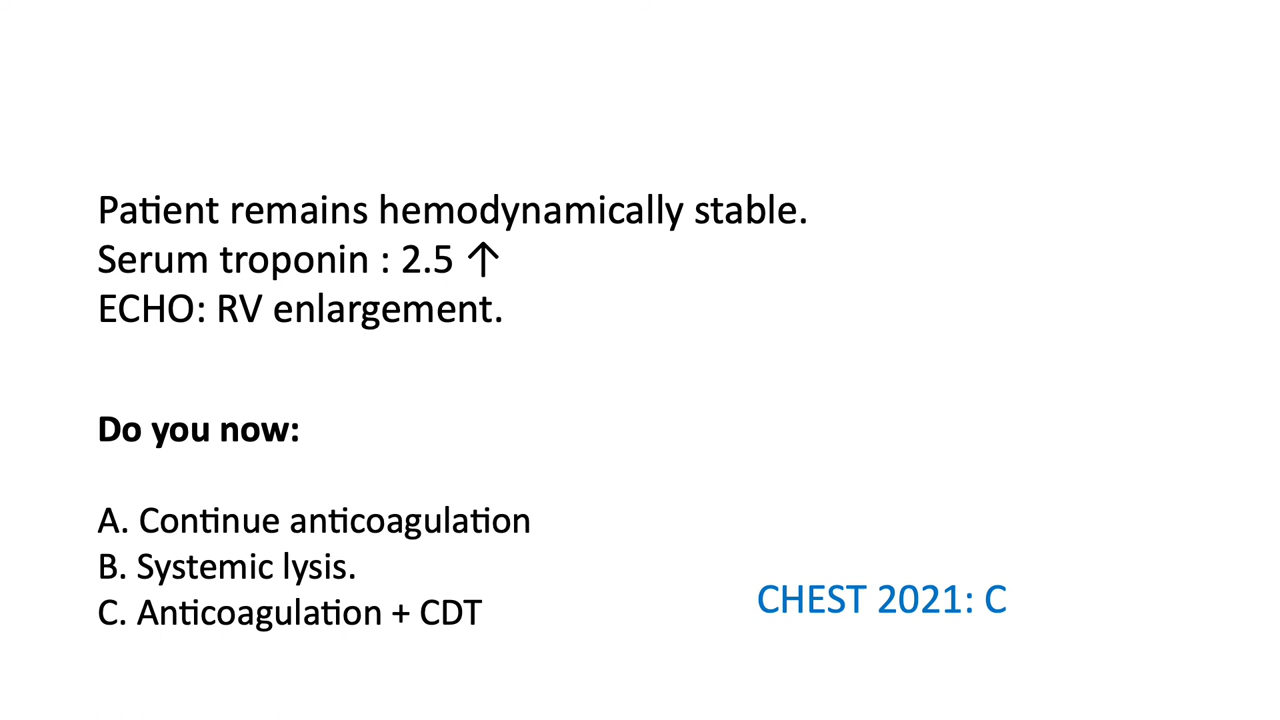 Patient remains hemodynamically stable.
Serum troponin : 2.5 ↑
ECHO: RV enlargement.
Do you now:
A. Continue anticoagulation
B. Systemic lysis.
C. Anticoagulation + CDT
CHEST 2021: C